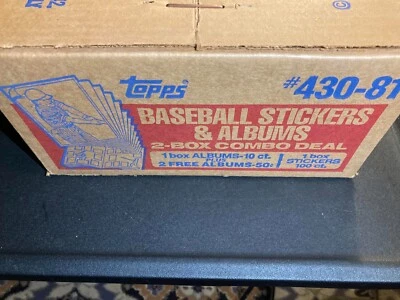 topps
#430-81
BASEBALL STICKERS
& ALBUMS
2-BOX COMBO DEAL
1 box ALBUMS-10 ct.
PLUS
2 FREE ALBUMS-50¢
1 box
STICKERS
100 ct.